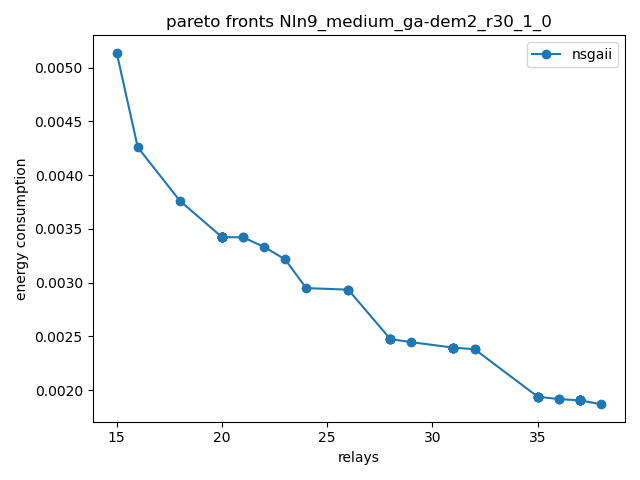 pareto fronts NIn9_medium_ga-dem2_r30_1_0
nsgaii
0.0050
0.0045
0.0040
0.0035
0.0030
0.0025
0.0020
energy consumption
15 20 25 30 35
relays